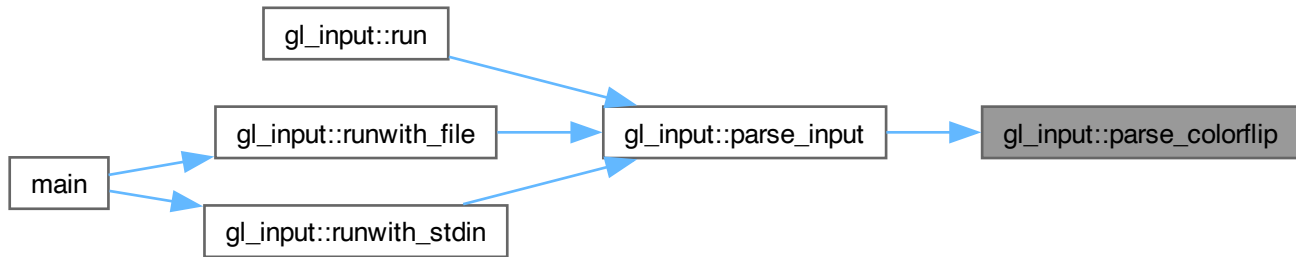 gl_input::run
gl_input::runwith_file
gl_input::parse_input
gl_input::parse_colorflip
main
gl_input::runwith_stdin